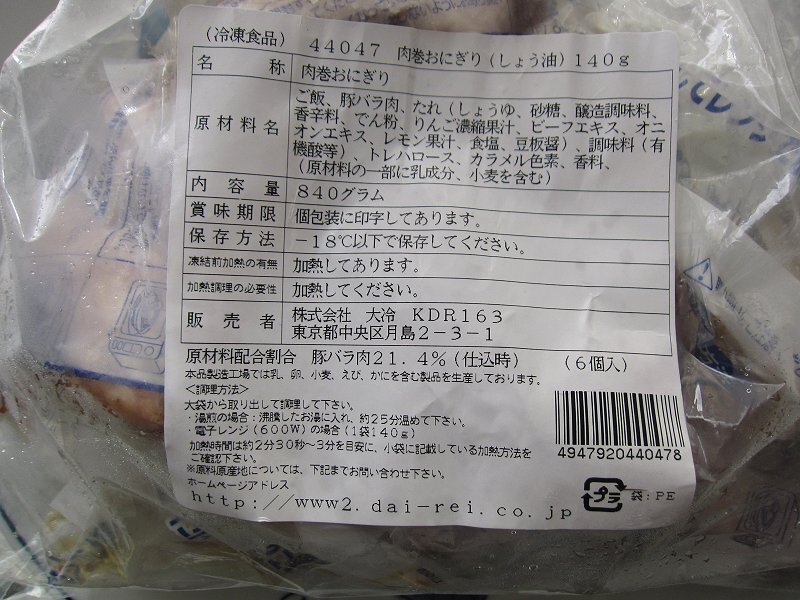 (冷凍食品) 44047 肉巻おにぎり(しょう油)140g
名称 肉巻おにぎり
原材料名 ご飯、豚バラ肉、たれ(しょうゆ、砂糖、醸造調味料、
香辛料、でん粉、りんご濃縮果汁、ビーフエキス、オニ
オンエキス、レモン果汁、食塩、豆板醤)、調味料(有
機酸等)、トレハロース、カラメル色素、香料、
(原材料の一部に乳成分、小麦を含む)
内容量 840グラム
賞味期限 個包装に印字してあります。
保存方法 -18℃以下で保存してください。
凍結前加熱の有無 加熱してあります。
加熱調理の必要性 加熱してください。
販売者 株式会社 大冷 KDR163
東京都中央区月島2-3-1
原材料配合割合 豚バラ肉21.4%(仕込時) (6個入)
本品製造工場では乳、卵、小麦、えび、かにを含む製品を生産しております。
<調理方法>
大袋から取り出して調理して下さい。
・湯煎の場合:沸騰したお湯に入れ、約25分温めて下さい。
・電子レンジ(600W)の場合(1袋140g)
加熱時間は約2分30秒~3分を目安に、小袋に記載している加熱方法を
ご確認下さい。
※原料原産地については、下記までお問い合わせ下さい。
ホームページアドレス
http://www2.dai-rei.co.jp
4947920440478
プラ 袋:PE